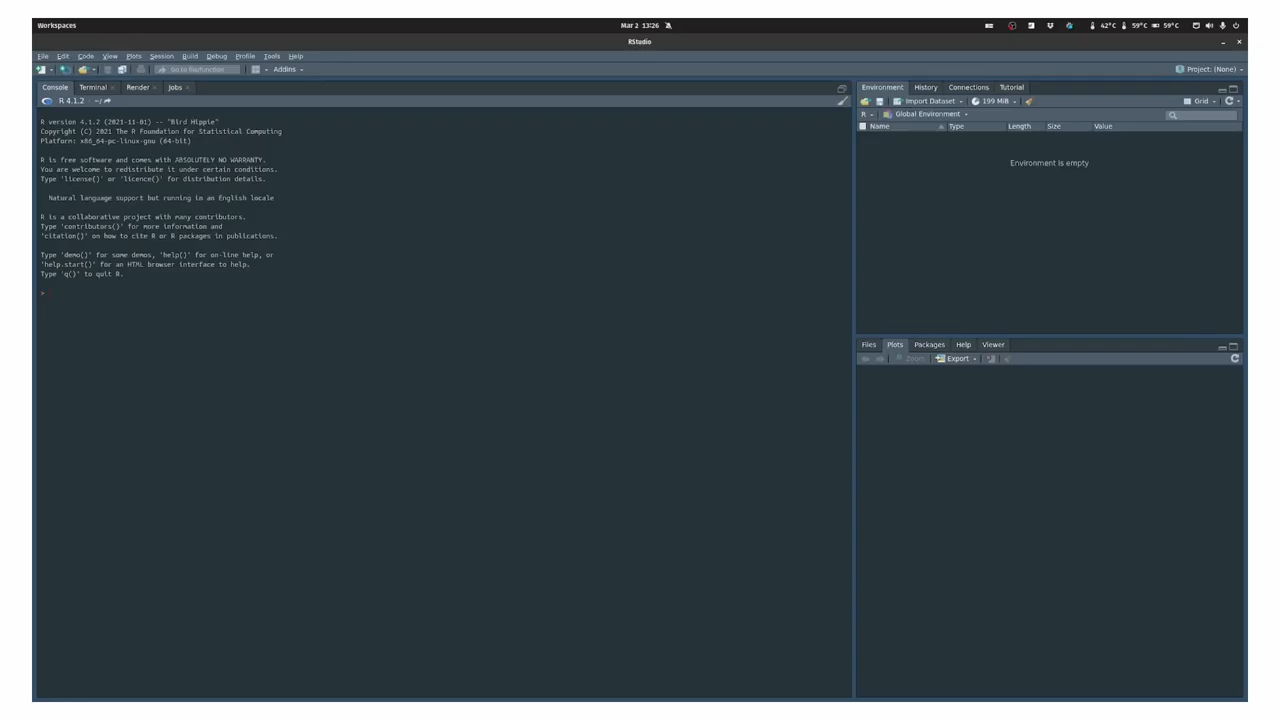 Workspaces
Mar 2 13:26
42°C 59°C 59°C
RStudio
File Edit Code View Plots Session Build Debug Profile Tools Help
Go to file/function Addins
Project: (None)
Console Terminal Render Jobs
R 4.1.2 · ~/
R version 4.1.2 (2021-11-01) -- "Bird Hippie"
Copyright (C) 2021 The R Foundation for Statistical Computing
Platform: x86_64-pc-linux-gnu (64-bit)
R is free software and comes with ABSOLUTELY NO WARRANTY.
You are welcome to redistribute it under certain conditions.
Type 'license()' or 'licence()' for distribution details.
Natural language support but running in an English locale
R is a collaborative project with many contributors.
Type 'contributors()' for more information and
'citation()' on how to cite R or R packages in publications.
Type 'demo()' for some demos, 'help()' for on-line help, or
'help.start()' for an HTML browser interface to help.
Type 'q()' to quit R.
>
Environment History Connections Tutorial
Import Dataset 199 MiB Grid
R Global Environment
Name Type Length Size Value
Environment is empty
Files Plots Packages Help Viewer
Zoom Export